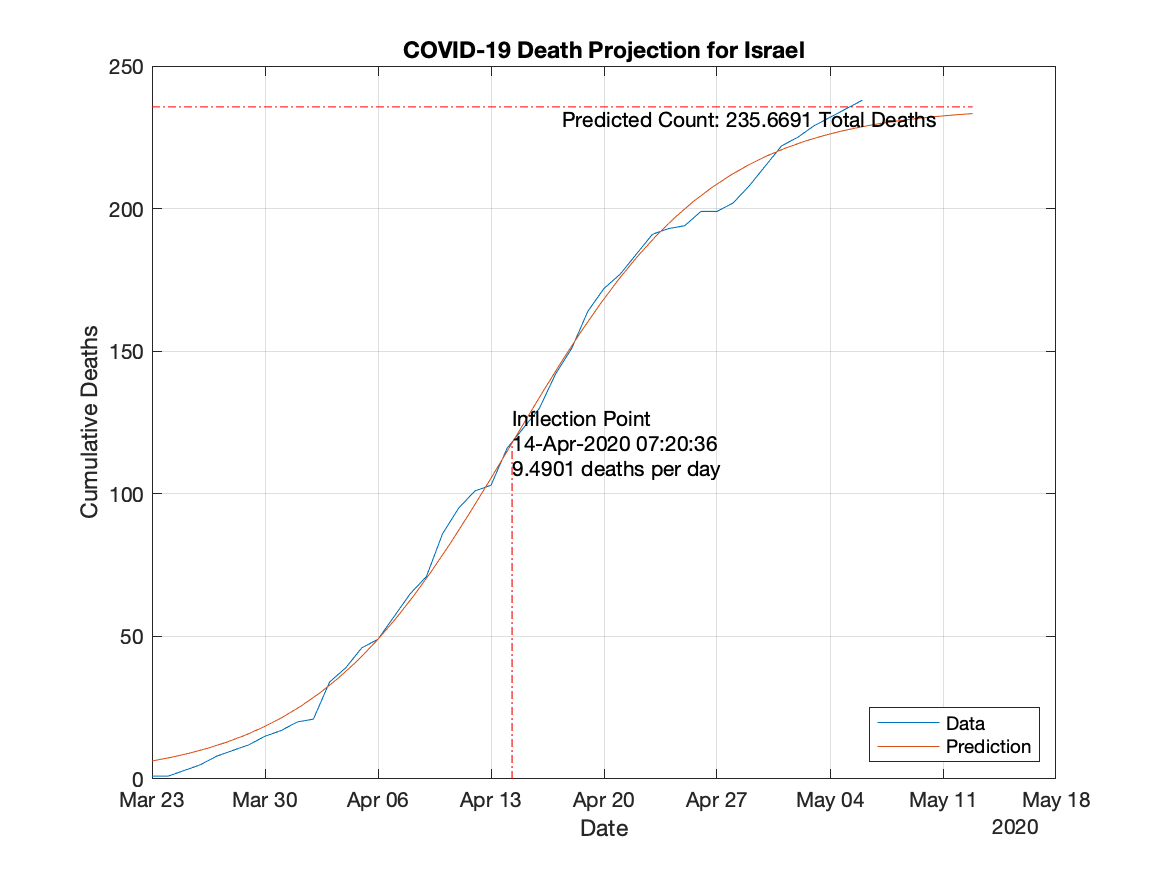 COVID-19 Death Projection for Israel
250
200
150
100
50
0
Cumulative Deaths
Predicted Count: 235.6691 Total Deaths
Inflection Point
14-Apr-2020 07:20:36
9.4901 deaths per day
Data
Prediction
Mar 23 Mar 30 Apr 06 Apr 13 Apr 20 Apr 27 May 04 May 11 May 18
Date
2020